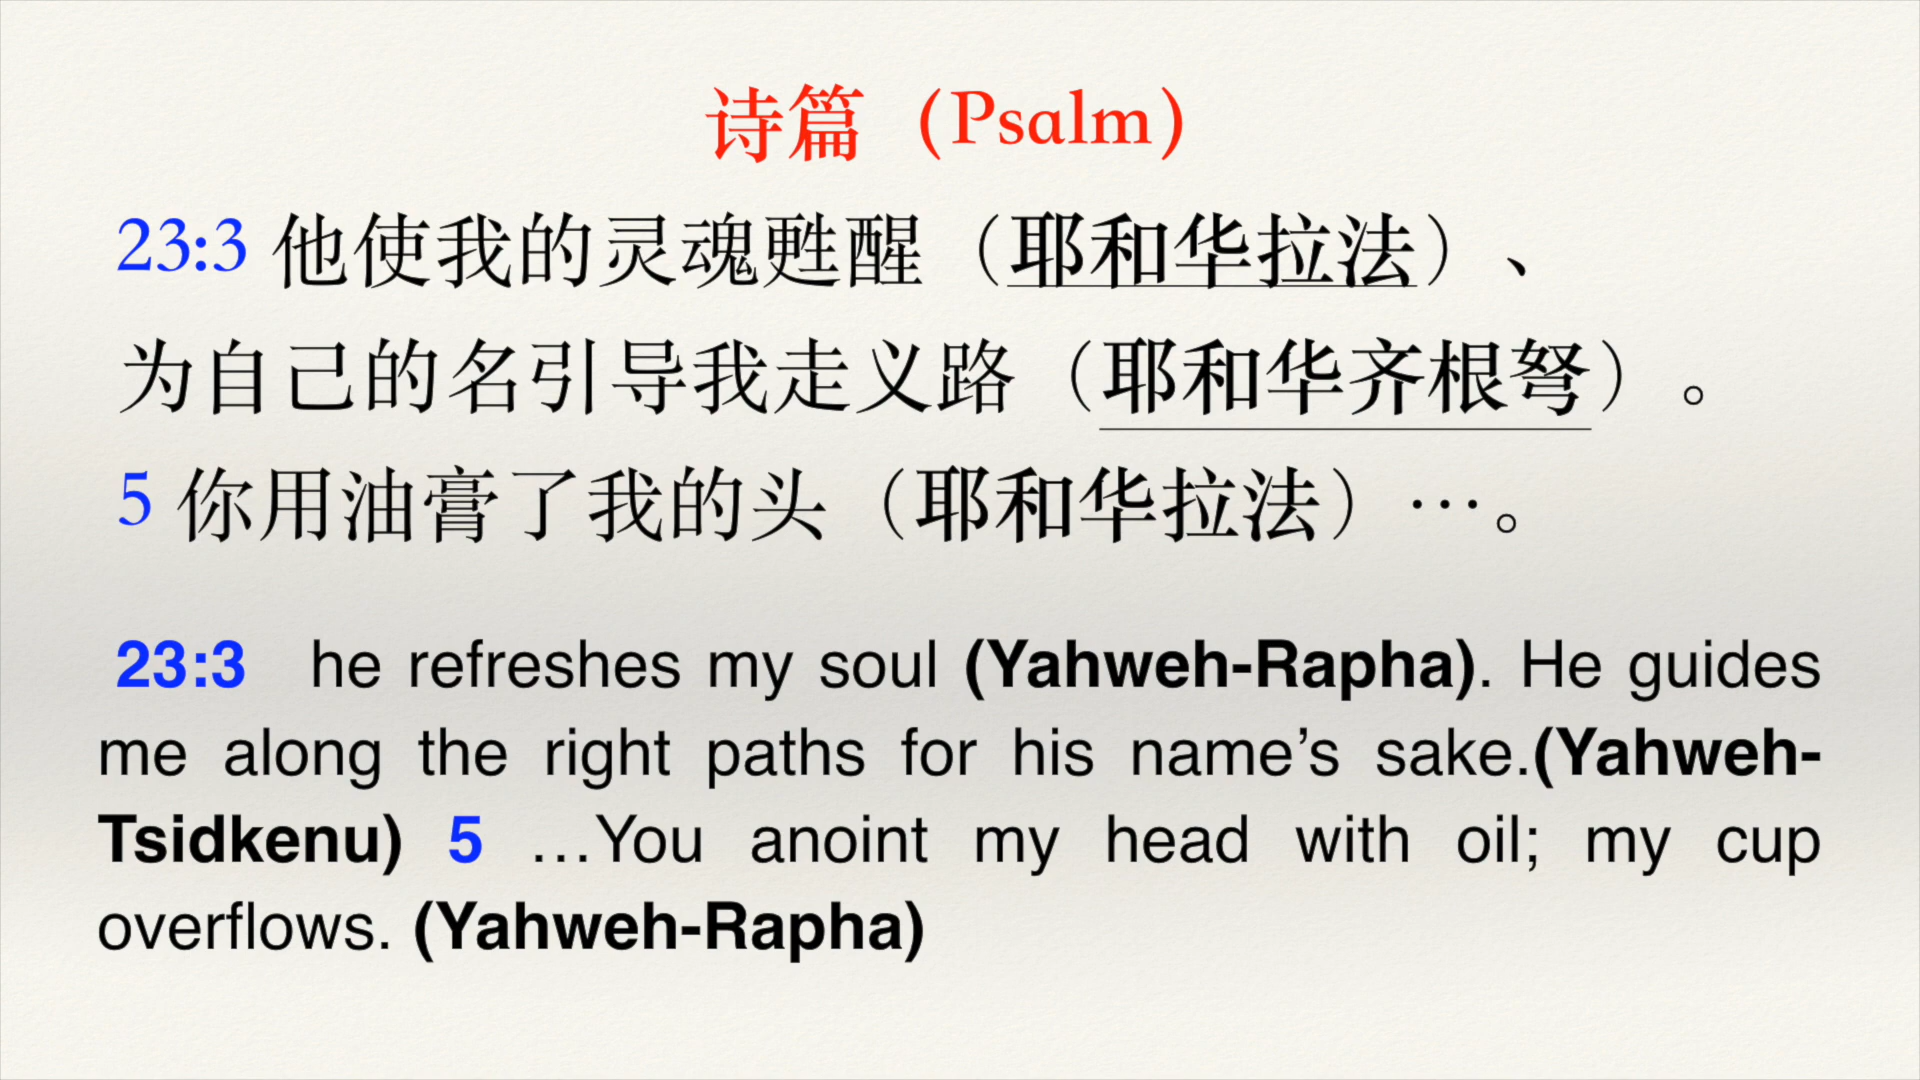 诗篇（Psalm）
23:3 他使我的灵魂甦醒（耶和华拉法）、
为自己的名引导我走义路（耶和华齐根弩）。
5 你用油膏了我的头（耶和华拉法）…。
23:3 he refreshes my soul (Yahweh-Rapha). He guides
me along the right paths for his name’s sake.(Yahweh-
Tsidkenu) 5 …You anoint my head with oil; my cup
overflows. (Yahweh-Rapha)